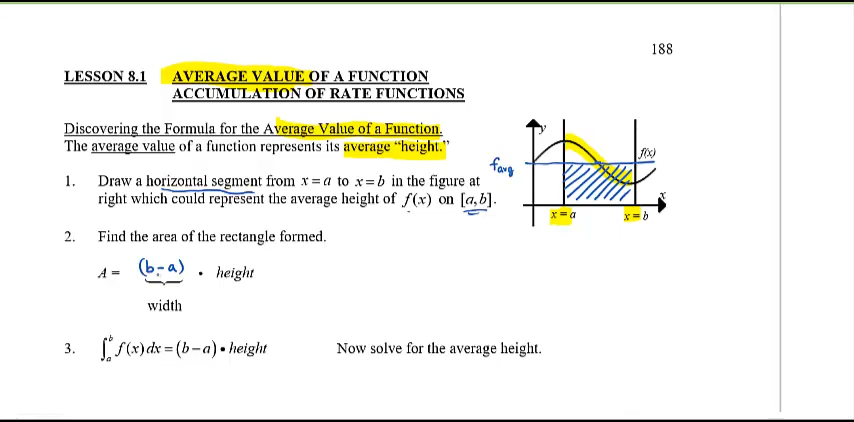 188
LESSON 8.1 AVERAGE VALUE OF A FUNCTION
ACCUMULATION OF RATE FUNCTIONS
Discovering the Formula for the Average Value of a Function.
The average value of a function represents its average “height.”
y
f(x)
f avg
x
x = a
x = b
1. Draw a horizontal segment from x = a to x = b in the figure at
right which could represent the average height of f(x) on [a, b].
2. Find the area of the rectangle formed.
A = (b-a) • height
width
3. ∫ₐᵇ f(x) dx = (b − a) • height Now solve for the average height.